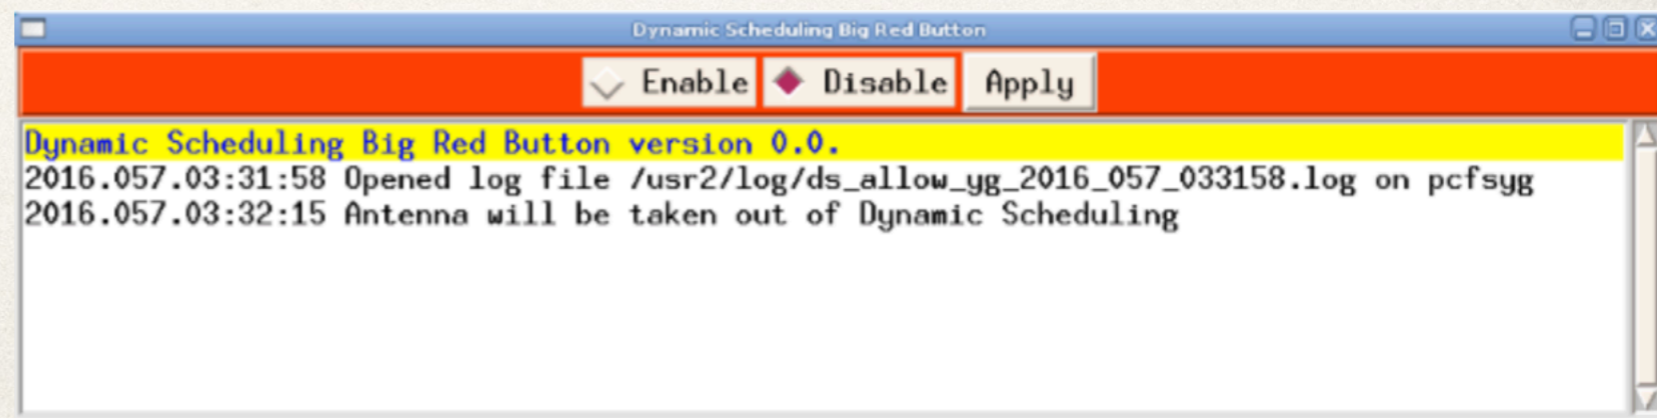 Dynamic Scheduling Big Red Button
Enable Disable Apply
Dynamic Scheduling Big Red Button version 0.0.
2016.057.03:31:58 Opened log file /usr2/log/ds_allow_yg_2016_057_033158.log on pcfsyg
2016.057.03:32:15 Antenna will be taken out of Dynamic Scheduling